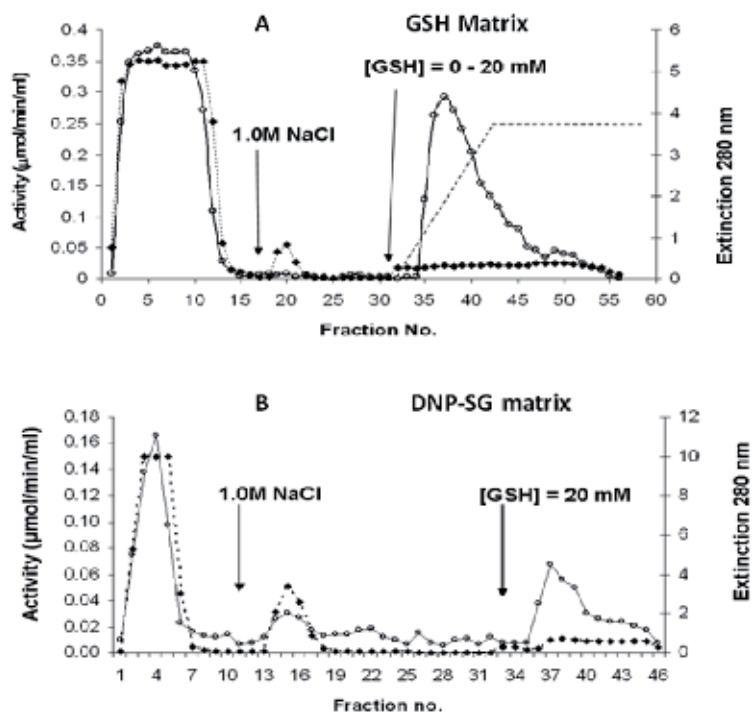 A
GSH Matrix
[GSH] = 0 - 20 mM
1.0M NaCl
Activity (µmol/min/ml)
0.4
0.35
0.3
0.25
0.2
0.15
0.1
0.05
0
6
5
4
3
2
1
0
Extinction 280 nm
0 5 10 15 20 25 30 35 40 45 50 55 60
Fraction No.
B
DNP-SG matrix
1.0M NaCl
[GSH] = 20 mM
Activity (µmol/min/ml)
0.18
0.16
0.14
0.12
0.10
0.08
0.06
0.04
0.02
0.00
12
10
8
6
4
2
0
Extinction 280 nm
1 4 7 10 13 16 19 22 25 28 31 34 37 40 43 46
Fraction no.